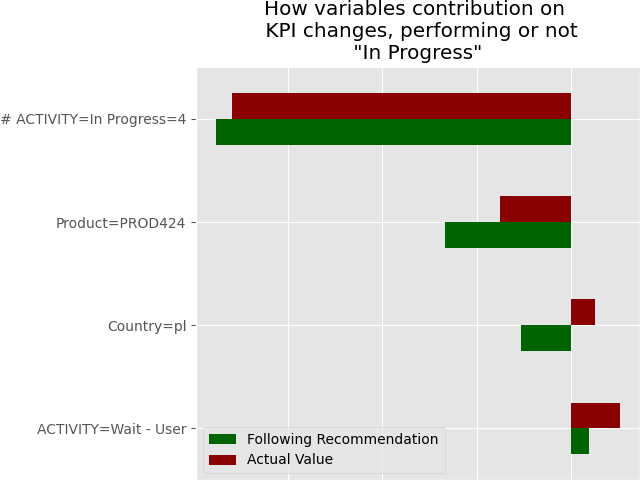 How variables contribution on
KPI changes, performing or not
"In Progress"
# ACTIVITY=In Progress=4
Product=PROD424
Country=pl
ACTIVITY=Wait - User
Following Recommendation
Actual Value